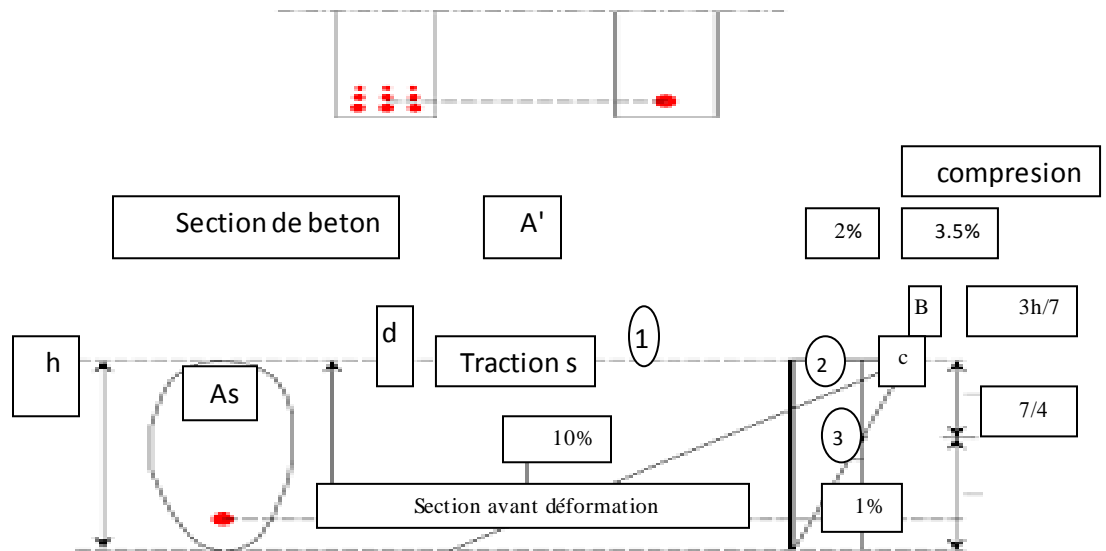 compresion
Section de beton
A'
2%
3.5%
B
3h/7
h
d
Traction s
1
2
c
As
7/4
10%
3
Section avant déformation
1%